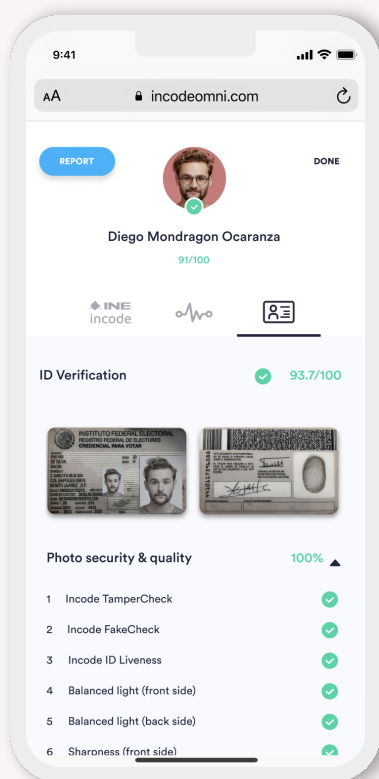 9:41
AA incodeomni.com
REPORT
DONE
Diego Mondragon Ocaranza
91/100
INE
incode
ID Verification 93.7/100
INSTITUTO FEDERAL ELECTORAL
REGISTRO FEDERAL DE ELECTORES
CREDENCIAL PARA VOTAR
Photo security & quality 100%
1 Incode TamperCheck
2 Incode FakeCheck
3 Incode ID Liveness
4 Balanced light (front side)
5 Balanced light (back side)
6 Sharpness (front side)